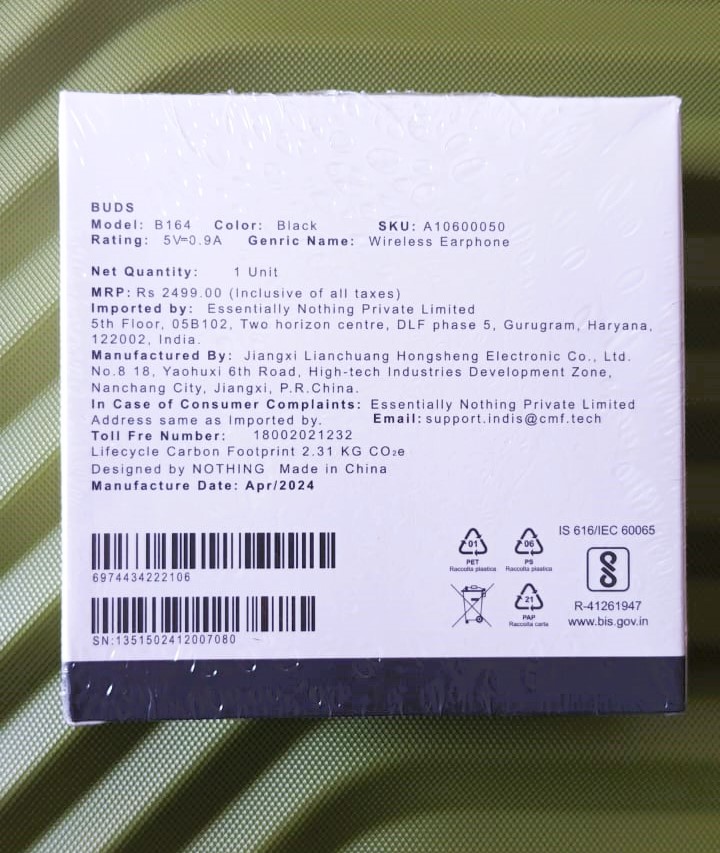 BUDS
Model: B164 Color: Black SKU: A10600050
Rating: 5V⎓0.9A Genric Name: Wireless Earphone
Net Quantity: 1 Unit
MRP: Rs 2499.00 (Inclusive of all taxes)
Imported by: Essentially Nothing Private Limited
5th Floor, 05B102, Two horizon centre, DLF phase 5, Gurugram, Haryana,
122002, India.
Manufactured By: Jiangxi Lianchuang Hongsheng Electronic Co., Ltd.
No.8 18, Yaohuxi 6th Road, High-tech Industries Development Zone,
Nanchang City, Jiangxi, P.R.China.
In Case of Consumer Complaints: Essentially Nothing Private Limited
Address same as Imported by. Email: support.indis@cmf.tech
Toll Fre Number: 18002021232
Lifecycle Carbon Footprint 2.31 KG CO₂e
Designed by NOTHING Made in China
Manufacture Date: Apr/2024
6974434222106
SN:1351502412007080
01
PET
Raccolta plastica
06
PS
Raccolta plastica
21
PAP
Raccolta carta
IS 616/IEC 60065
R-41261947
www.bis.gov.in